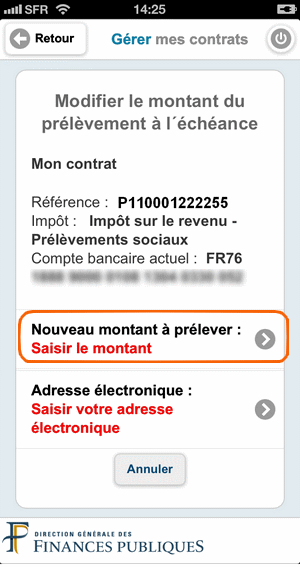 SFR 14:25
Retour
Gérer mes contrats
Modifier le montant du
prélèvement à l´échéance
Mon contrat
Référence : P110001222255
Impôt : Impôt sur le revenu -
Prélèvements sociaux
Compte bancaire actuel : FR76
Nouveau montant à prélever :
Saisir le montant
Adresse électronique :
Saisir votre adresse
électronique
Annuler
DIRECTION GÉNÉRALE DES
FINANCES PUBLIQUES